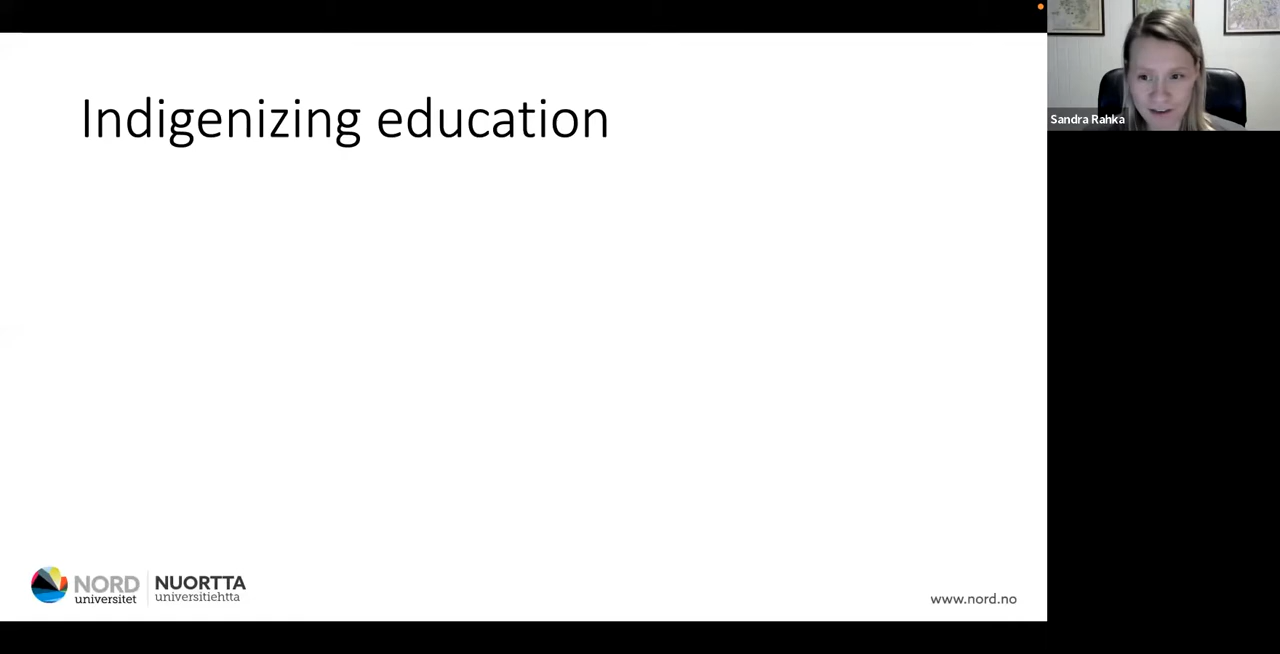 Indigenizing education
Sandra Rahka
NORD
universitet
NUORTTA
universitiehtta
www.nord.no